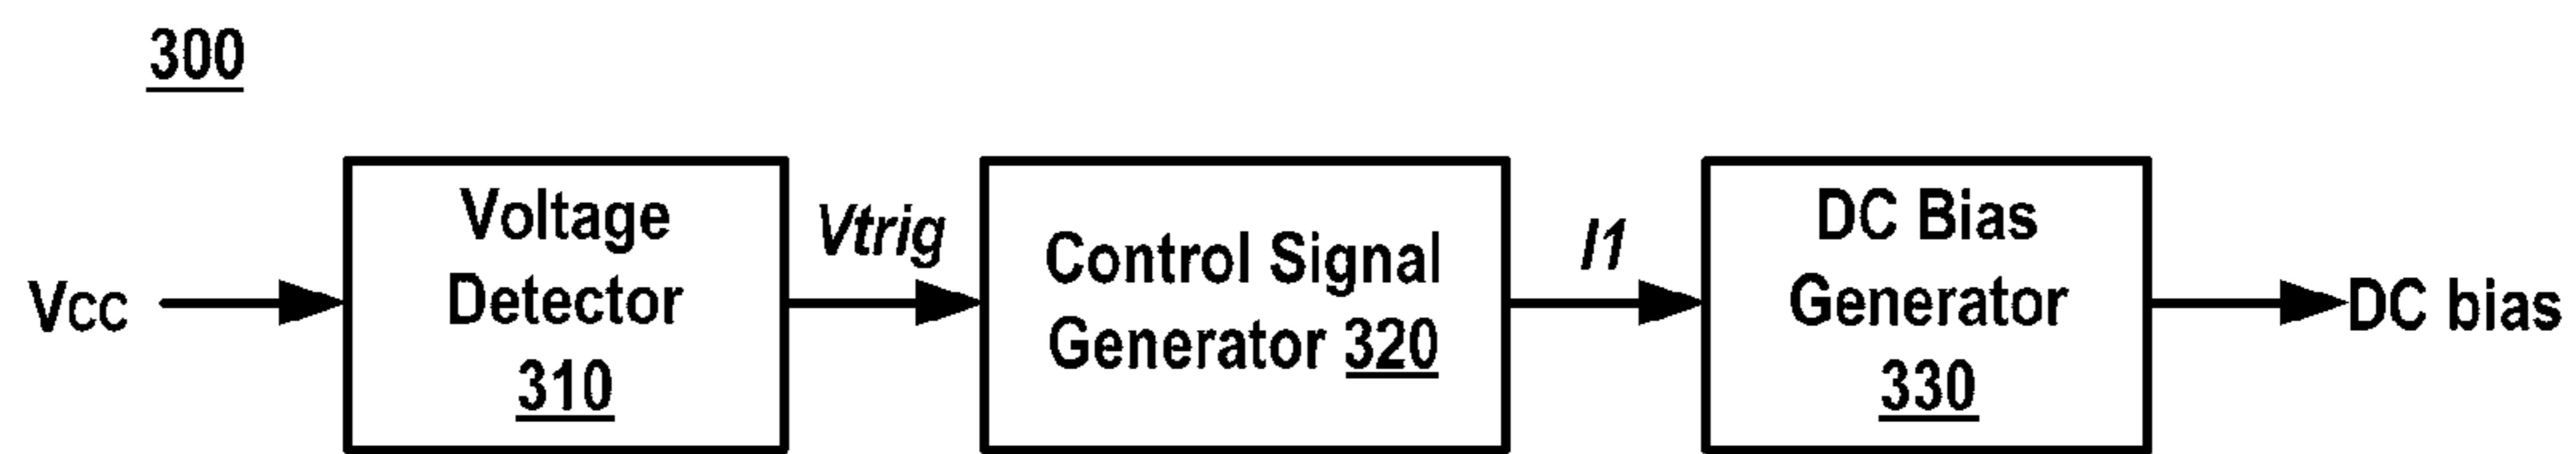 300
Vcc
Voltage
Detector
310
Vtrig
Control Signal
Generator 320
I1
DC Bias
Generator
330
DC bias